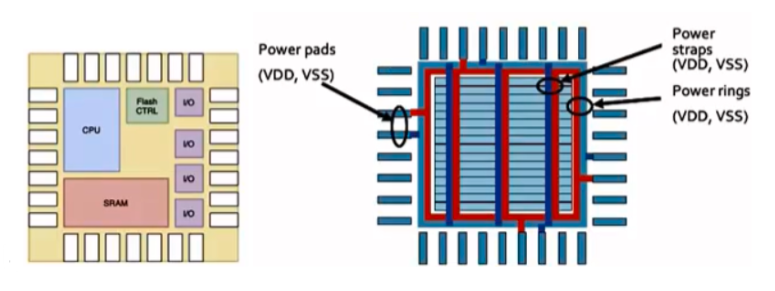 CPU
Flash
CTRL
I/O
I/O
I/O
I/O
SRAM
Power pads
(VDD, VSS)
Power
straps
(VDD, VSS)
Power rings
(VDD, VSS)